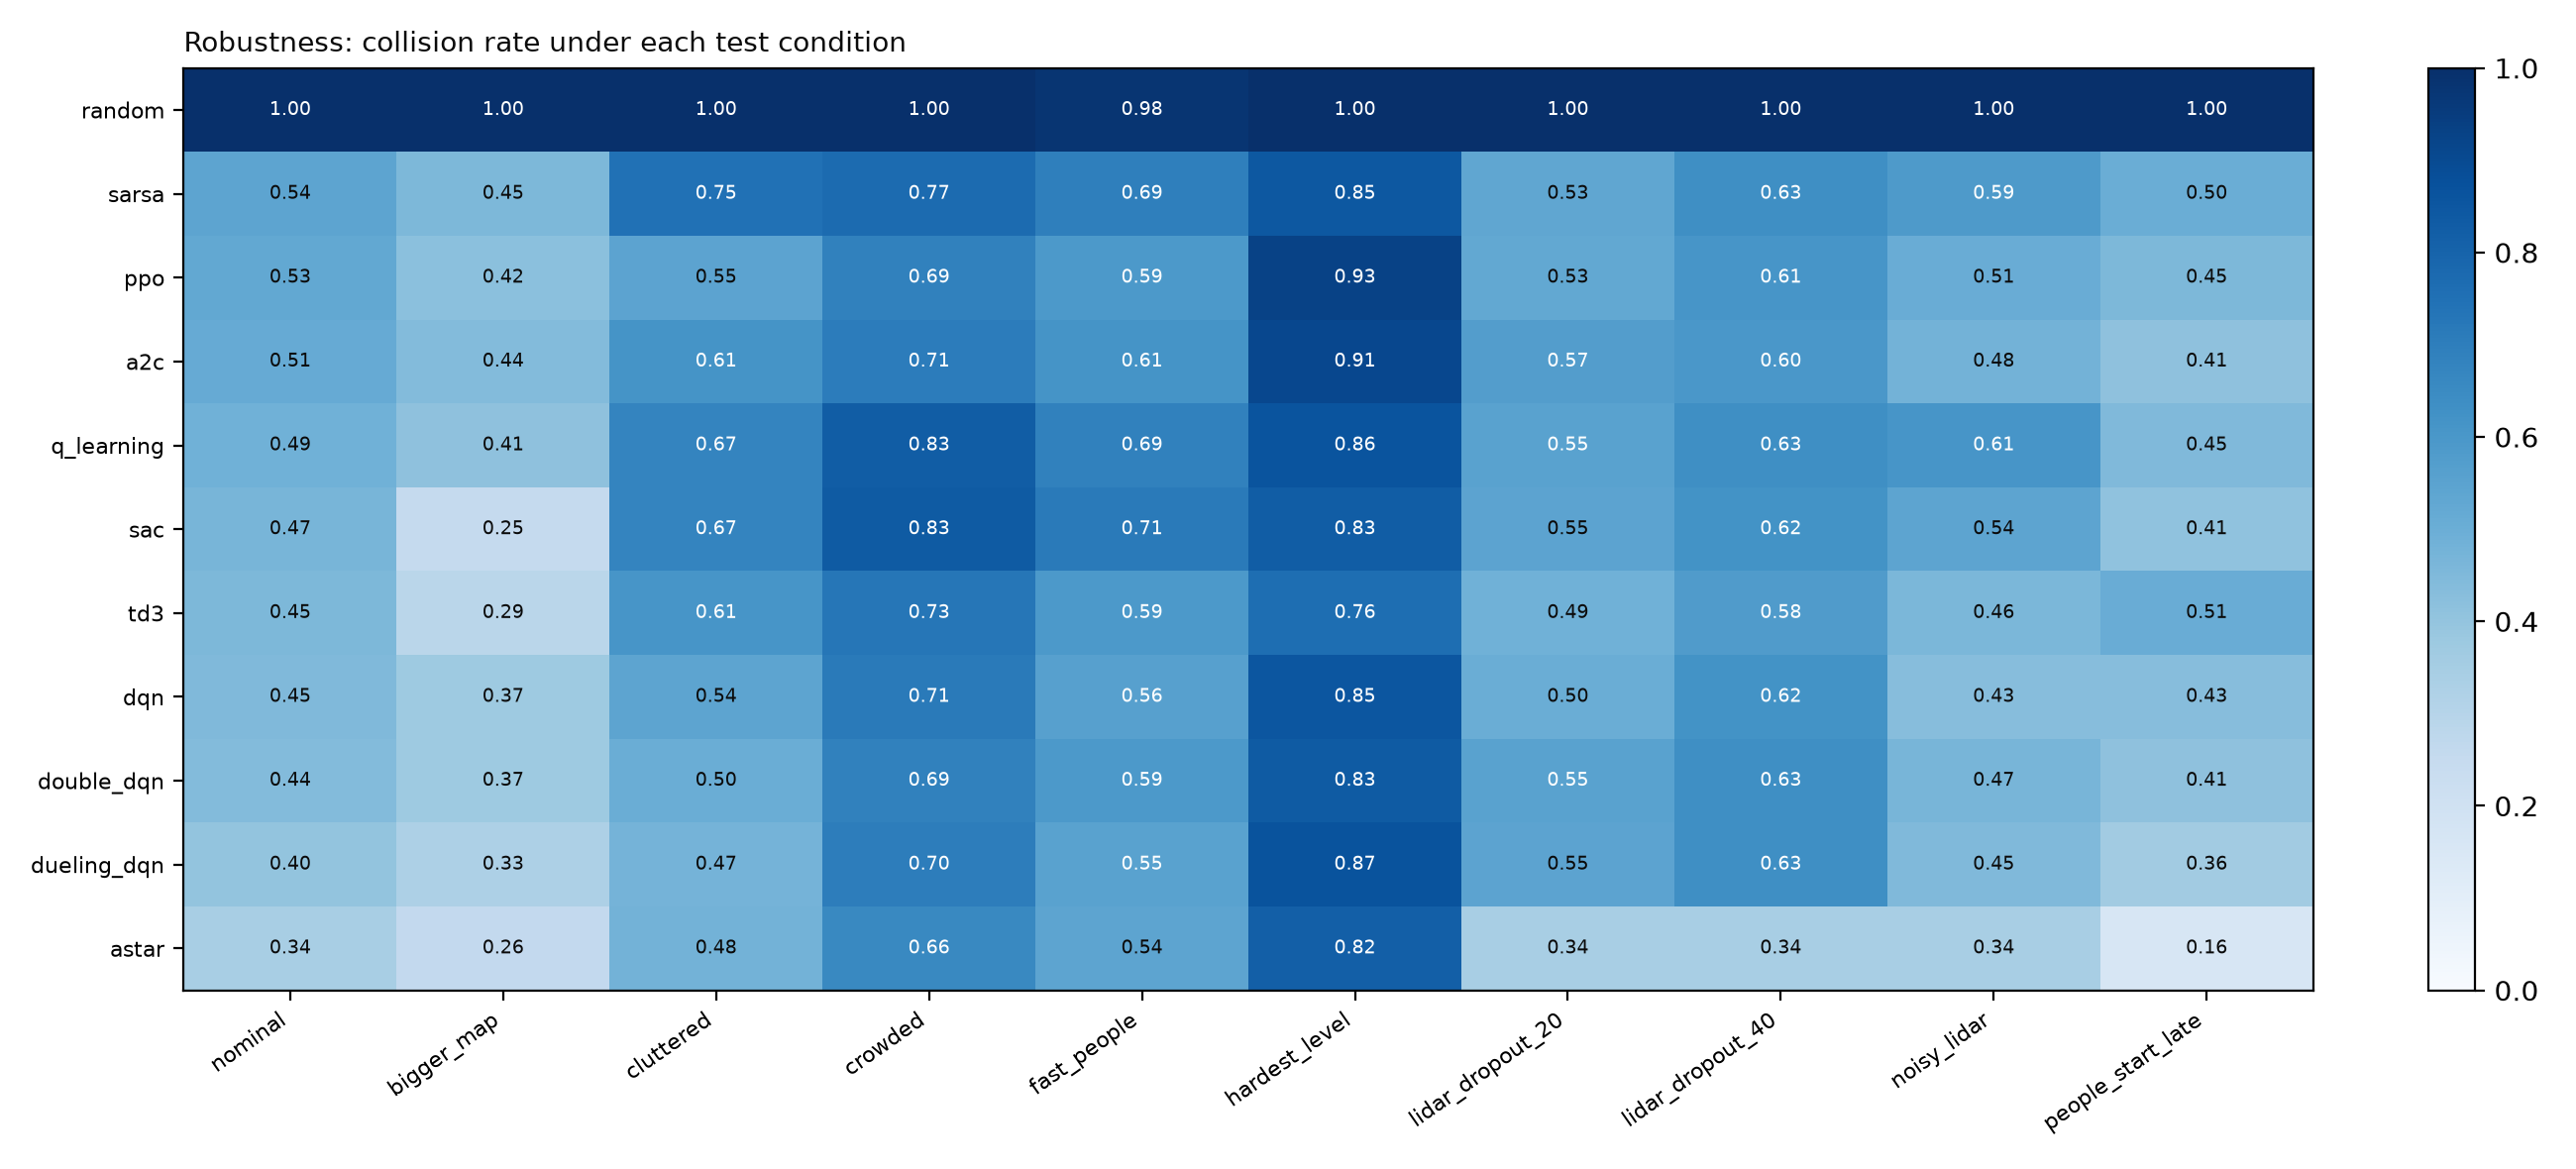 Robustness: collision rate under each test condition
random 1.00 1.00 1.00 1.00 0.98 1.00 1.00 1.00 1.00 1.00
sarsa 0.54 0.45 0.75 0.77 0.69 0.85 0.53 0.63 0.59 0.50
ppo 0.53 0.42 0.55 0.69 0.59 0.93 0.53 0.61 0.51 0.45
a2c 0.51 0.44 0.61 0.71 0.61 0.91 0.57 0.60 0.48 0.41
q_learning 0.49 0.41 0.67 0.83 0.69 0.86 0.55 0.63 0.61 0.45
sac 0.47 0.25 0.67 0.83 0.71 0.83 0.55 0.62 0.54 0.41
td3 0.45 0.29 0.61 0.73 0.59 0.76 0.49 0.58 0.46 0.51
dqn 0.45 0.37 0.54 0.71 0.56 0.85 0.50 0.62 0.43 0.43
double_dqn 0.44 0.37 0.50 0.69 0.59 0.83 0.55 0.63 0.47 0.41
dueling_dqn 0.40 0.33 0.47 0.70 0.55 0.87 0.55 0.63 0.45 0.36
astar 0.34 0.26 0.48 0.66 0.54 0.82 0.34 0.34 0.34 0.16
nominal bigger_map cluttered crowded fast_people hardest_level lidar_dropout_20 lidar_dropout_40 noisy_lidar people_start_late
1.0
0.8
0.6
0.4
0.2
0.0